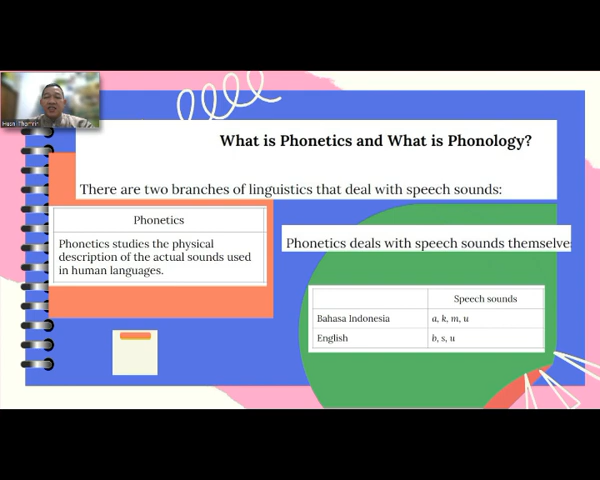 What is Phonetics and What is Phonology?
There are two branches of linguistics that deal with speech sounds:
Phonetics
Phonetics studies the physical
description of the actual sounds used
in human languages.
Phonetics deals with speech sounds themselve
Speech sounds
Bahasa Indonesia a, k, m, u
English b, s, u